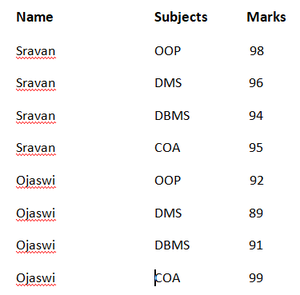 Name Subjects Marks
Sravan OOP 98
Sravan DMS 96
Sravan DBMS 94
Sravan COA 95
Ojaswi OOP 92
Ojaswi DMS 89
Ojaswi DBMS 91
Ojaswi COA 99